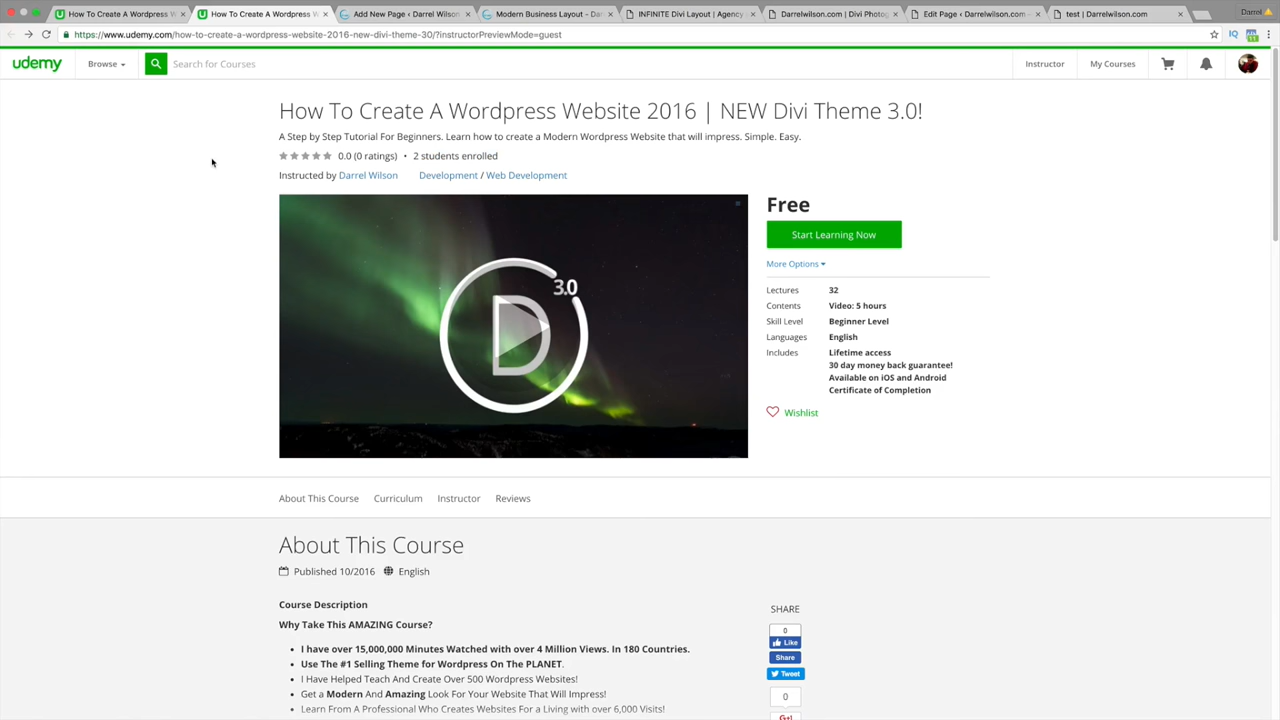 How To Create A Wordpress W
How To Create A Wordpress W
Add New Page ‹ Darrel Wilson
Modern Business Layout - Da
INFINITE Divi Layout | Agency
Darrelwilson.com | Divi Photog
Edit Page ‹ Darrelwilson.com
test | Darrelwilson.com
Darrel
https://www.udemy.com/how-to-create-a-wordpress-website-2016-new-divi-theme-30/?instructorPreviewMode=guest
IQ
11
udemy
Browse
Search for Courses
Instructor
My Courses
How To Create A Wordpress Website 2016 | NEW Divi Theme 3.0!
A Step by Step Tutorial For Beginners. Learn how to create a Modern Wordpress Website that will impress. Simple. Easy.
0.0 (0 ratings) • 2 students enrolled
Instructed by Darrel Wilson Development / Web Development
D 3.0
Free
Start Learning Now
More Options
Lectures 32
Contents Video: 5 hours
Skill Level Beginner Level
Languages English
Includes Lifetime access
30 day money back guarantee!
Available on iOS and Android
Certificate of Completion
Wishlist
About This Course Curriculum Instructor Reviews
About This Course
Published 10/2016 English
Course Description
Why Take This AMAZING Course?
• I have over 15,000,000 Minutes Watched with over 4 Million Views. In 180 Countries.
• Use The #1 Selling Theme for Wordpress On The PLANET.
• I Have Helped Teach And Create Over 500 Wordpress Websites!
• Get a Modern And Amazing Look For Your Website That Will Impress!
• Learn From A Professional Who Creates Websites For a Living with over 6,000 Visits!
SHARE
0
Like
Share
Tweet
0
G+1